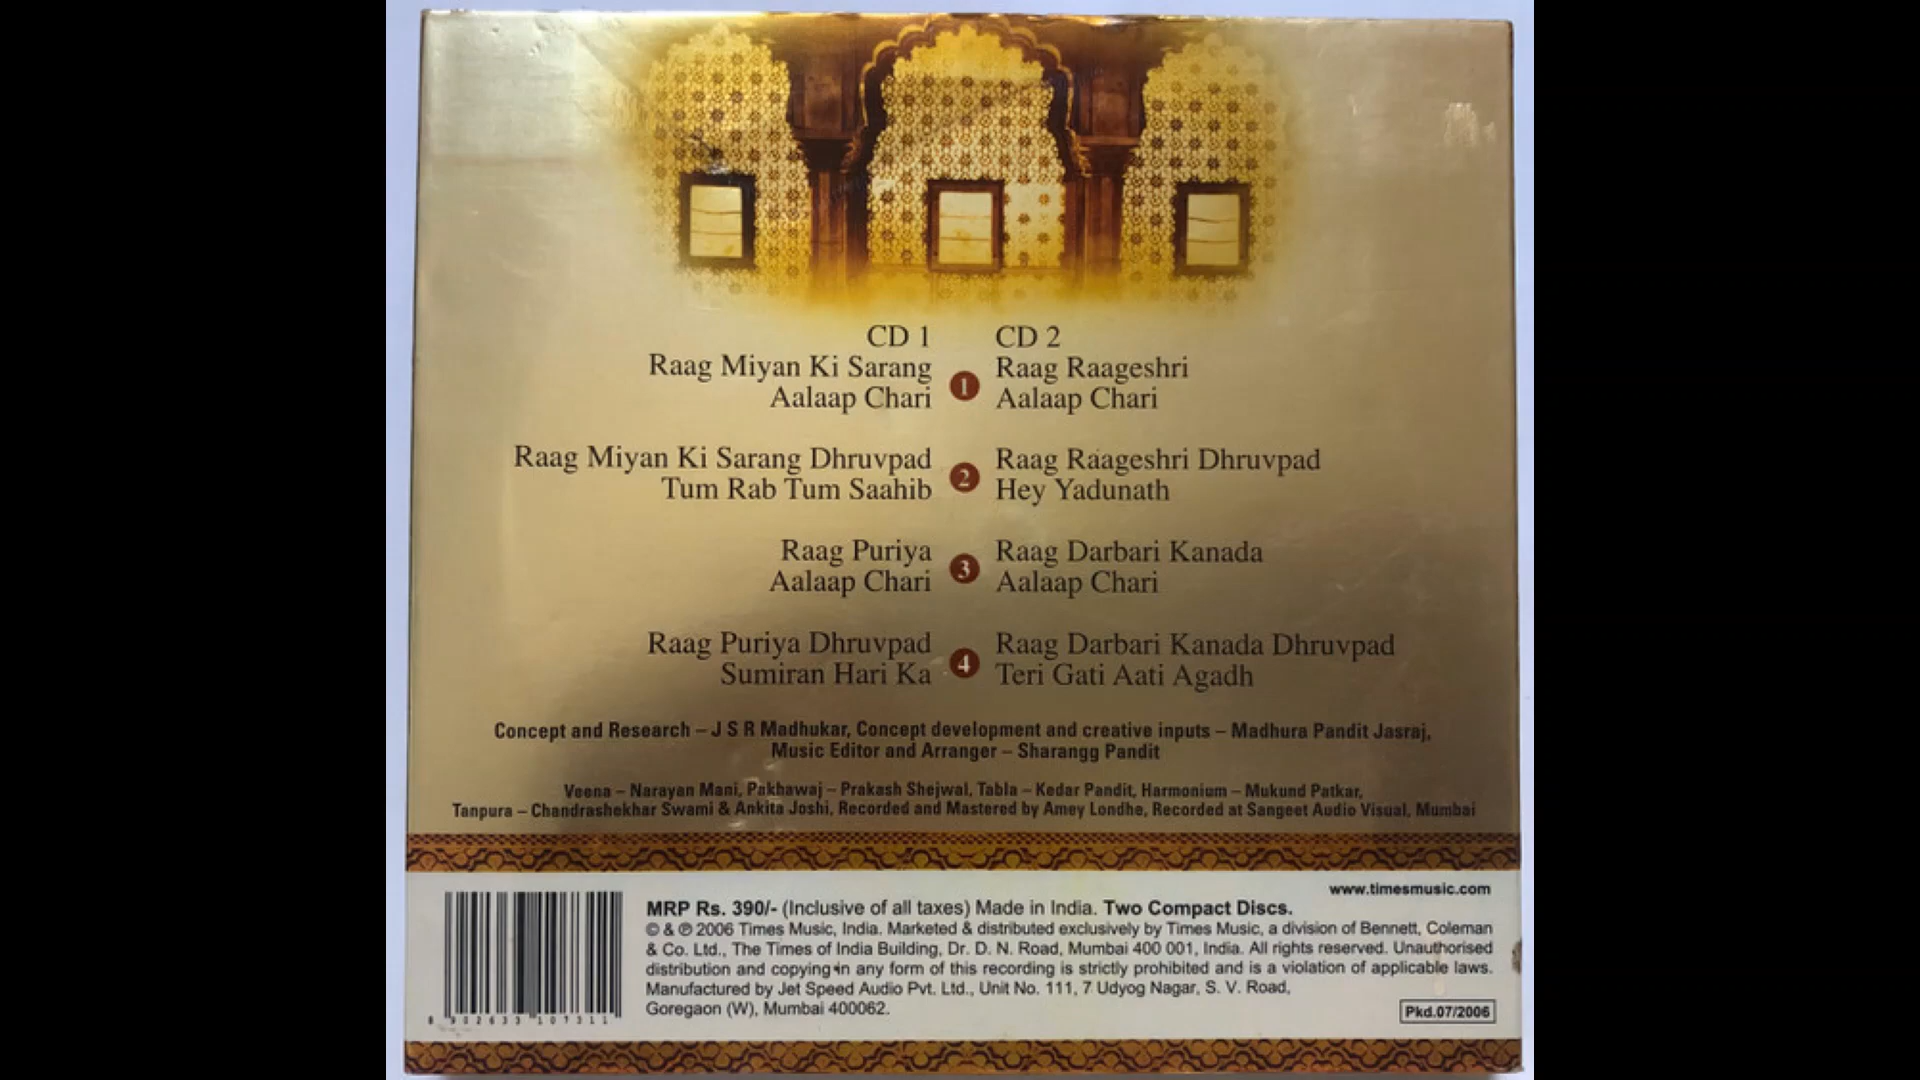 CD 1
Raag Miyan Ki Sarang
Aalaap Chari
Raag Miyan Ki Sarang Dhruvpad
Tum Rab Tum Saahib
Raag Puriya
Aalaap Chari
Raag Puriya Dhruvpad
Sumiran Hari Ka
1
2
3
4
CD 2
Raag Raageshri
Aalaap Chari
Raag Raageshri Dhruvpad
Hey Yadunath
Raag Darbari Kanada
Aalaap Chari
Raag Darbari Kanada Dhruvpad
Teri Gati Aati Agadh
Concept and Research – J S R Madhukar, Concept development and creative inputs – Madhura Pandit Jasraj,
Music Editor and Arranger – Sharangg Pandit
Veena – Narayan Mani, Pakhawaj – Prakash Shejwal, Tabla – Kedar Pandit, Harmonium – Mukund Patkar,
Tanpura – Chandrashekhar Swami & Ankita Joshi, Recorded and Mastered by Amey Londhe, Recorded at Sangeet Audio Visual, Mumbai
www.timesmusic.com
MRP Rs. 390/- (Inclusive of all taxes) Made in India. Two Compact Discs.
© & ℗ 2006 Times Music, India. Marketed & distributed exclusively by Times Music, a division of Bennett, Coleman
& Co. Ltd., The Times of India Building, Dr. D. N. Road, Mumbai 400 001, India. All rights reserved. Unauthorised
distribution and copying in any form of this recording is strictly prohibited and is a violation of applicable laws.
Manufactured by Jet Speed Audio Pvt. Ltd., Unit No. 111, 7 Udyog Nagar, S. V. Road,
Goregaon (W), Mumbai 400062.
Pkd.07/2006
8 902633 107311